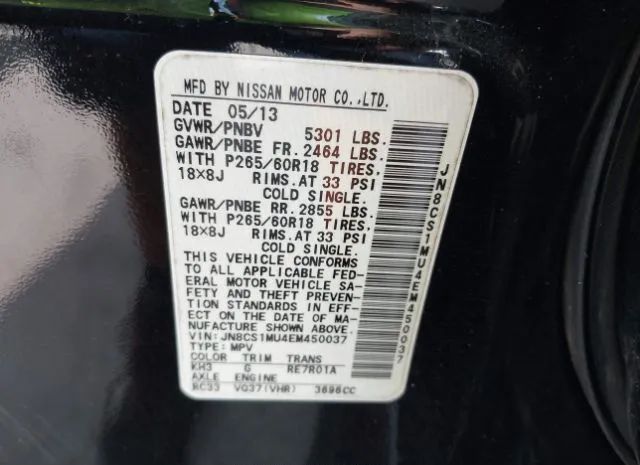 MFD BY NISSAN MOTOR CO.,LTD.
DATE 05/13
GVWR/PNBV 5301 LBS.
GAWR/PNBE FR. 2464 LBS.
WITH P265/60R18 TIRES,
18×8J RIMS.AT 33 PSI
COLD SINGLE.
GAWR/PNBE RR. 2855 LBS.
WITH P265/60R18 TIRES,
18×8J RIMS.AT 33 PSI
COLD SINGLE.
THIS VEHICLE CONFORMS
TO ALL APPLICABLE FED-
ERAL MOTOR VEHICLE SA-
FETY AND THEFT PREVEN-
TION STANDARDS IN EFF-
ECT ON THE DATE OF MA-
NUFACTURE SHOWN ABOVE.
VIN:JN8CS1MU4EM450037
TYPE:MPV
COLOR TRIM TRANS
KH3 G RE7R01A
AXLE ENGINE
RC33 VQ37(VHR) 3696CC
JN8CS1MU4EM450037